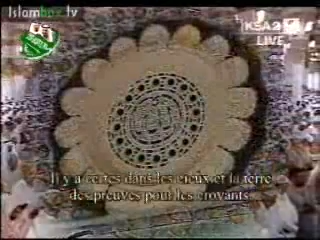 Islambox.tv
KSA2
LIVE
Il y a certes dans les cieux et la terre
des preuves pour les croyants.